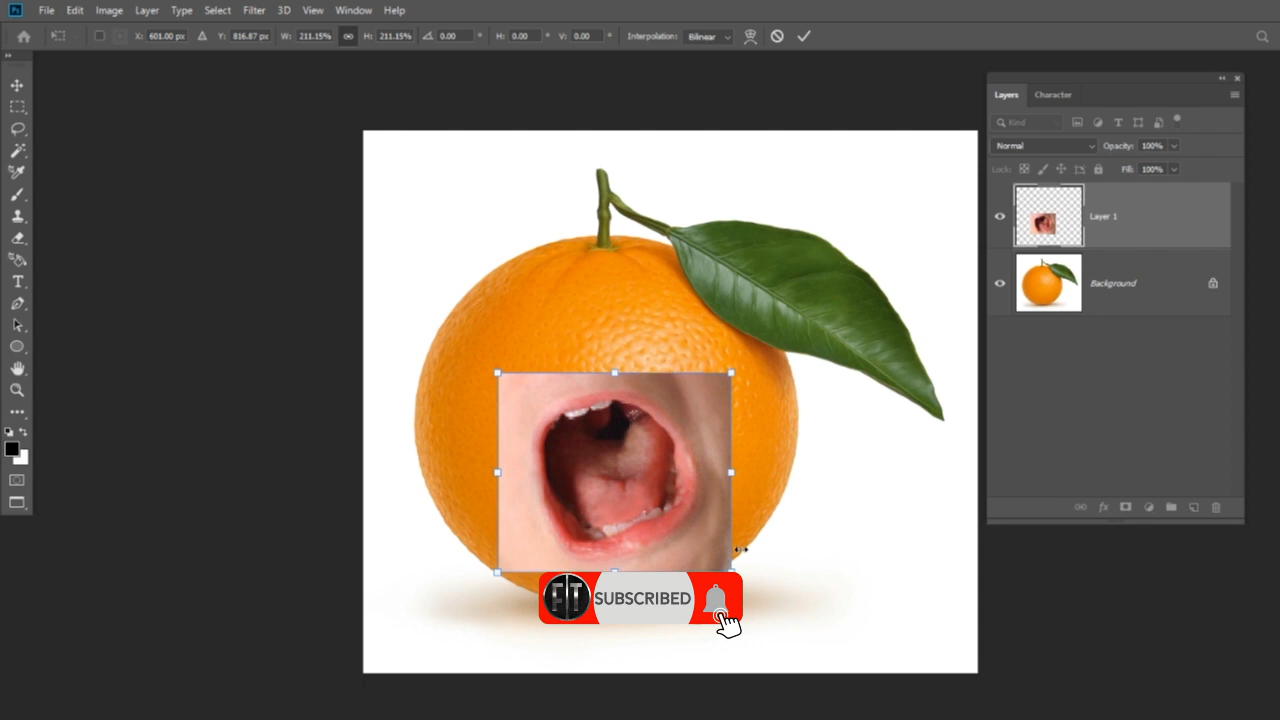 Ps File Edit Image Layer Type Select Filter 3D View Window Help
X: 601.00 px Y: 816.87 px W: 211.15% H: 211.15% 0.00 ° H: 0.00 ° V: 0.00 ° Interpolation: Bilinear
Layers Character
Kind
Normal Opacity: 100%
Lock: Fill: 100%
Layer 1
Background
fx
FIT SUBSCRIBED